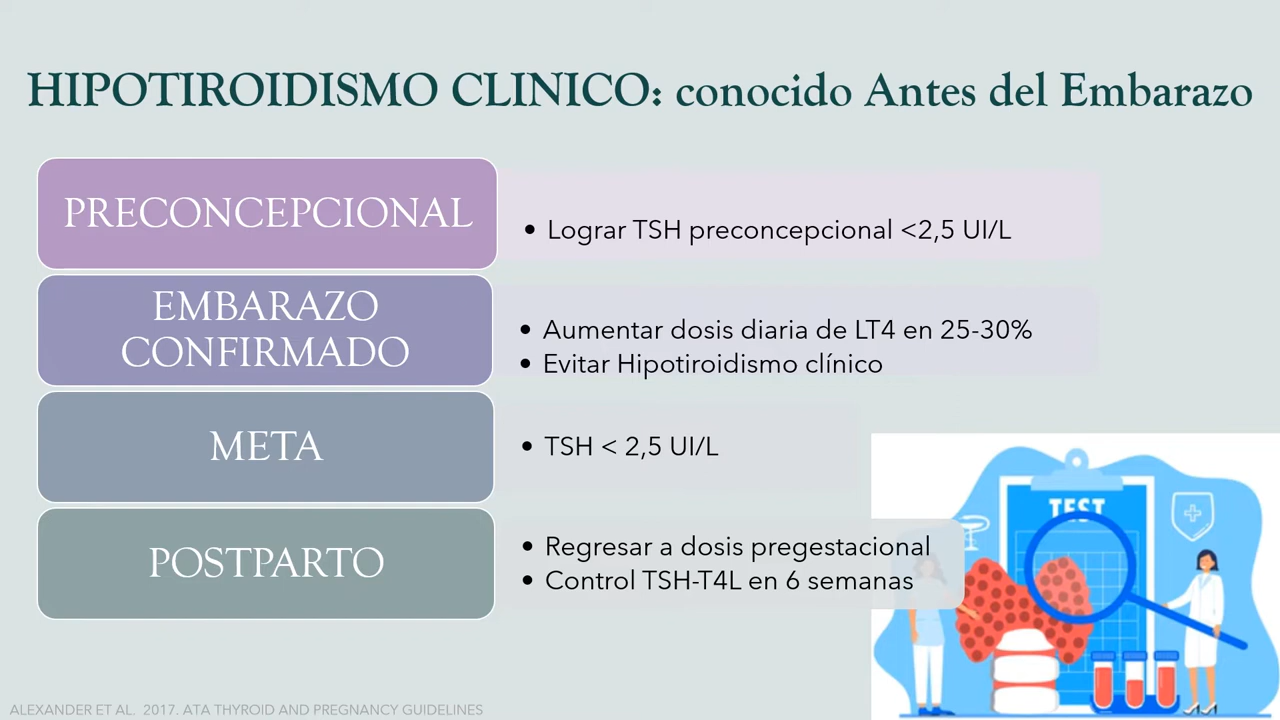 HIPOTIROIDISMO CLINICO: conocido Antes del Embarazo
PRECONCEPCIONAL
• Lograr TSH preconcepcional <2,5 UI/L
EMBARAZO
CONFIRMADO
• Aumentar dosis diaria de LT4 en 25-30%
• Evitar Hipotiroidismo clínico
META
• TSH < 2,5 UI/L
TEST
POSTPARTO
• Regresar a dosis pregestacional
• Control TSH-T4L en 6 semanas
ALEXANDER ET AL. 2017. ATA THYROID AND PREGNANCY GUIDELINES